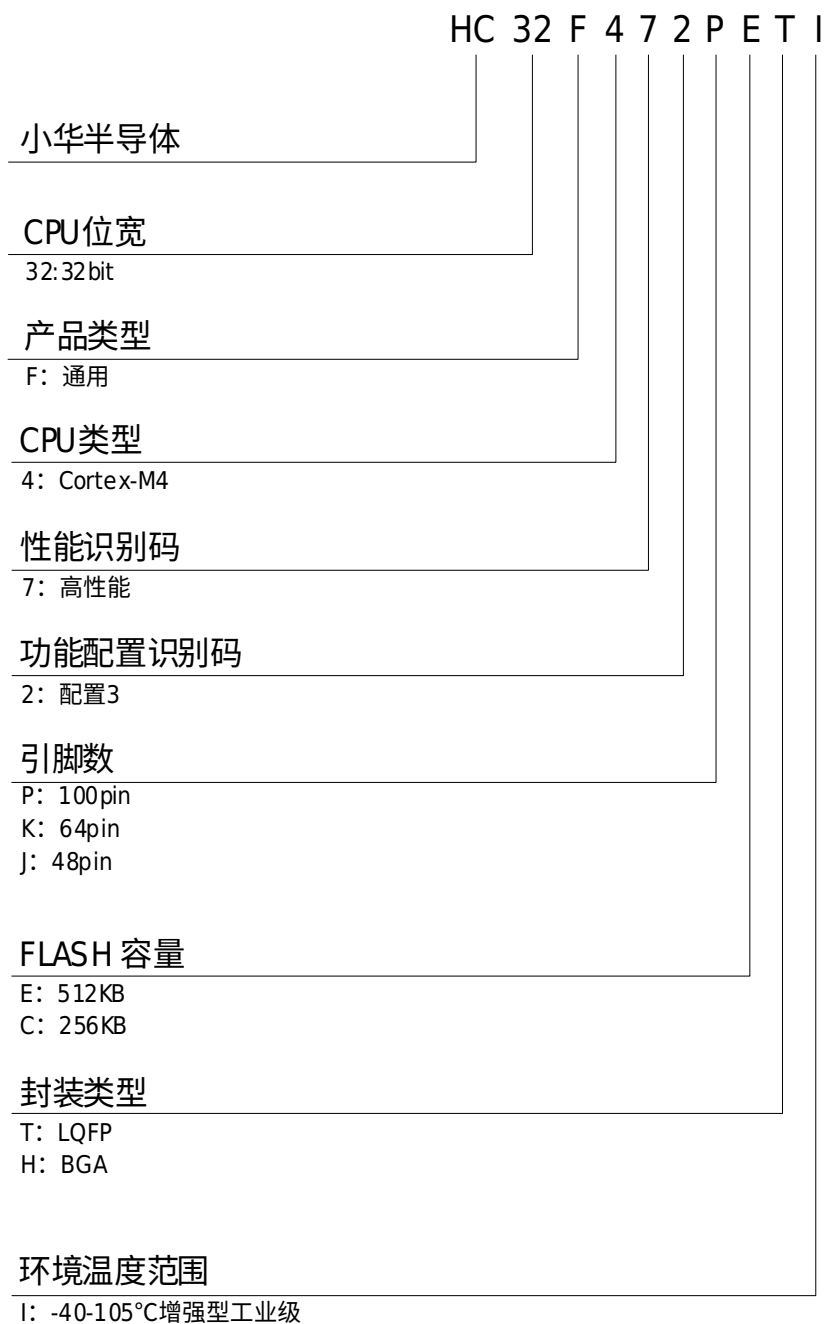 HC 32 F 4 7 2 P E T I
小华半导体
CPU位宽
32:32bit
产品类型
F：通用
CPU类型
4：Cortex-M4
性能识别码
7：高性能
功能配置识别码
2：配置3
引脚数
P：100pin
K：64pin
J：48pin
FLASH 容量
E：512KB
C：256KB
封装类型
T：LQFP
H：BGA
环境温度范围
I：-40-105°C增强型工业级